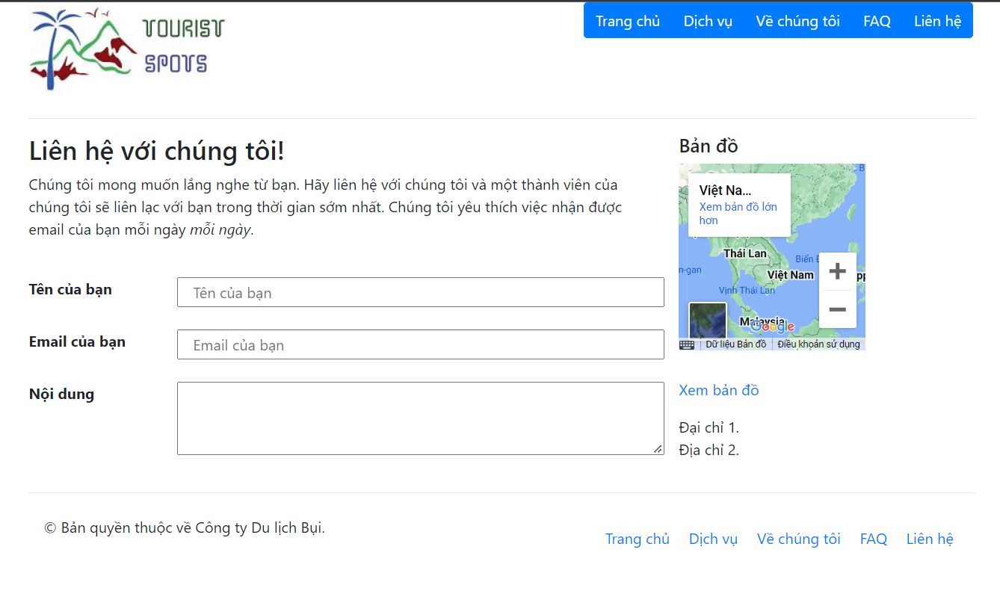 TOURIST
SPOTS
Trang chủ Dịch vụ Về chúng tôi FAQ Liên hệ
Liên hệ với chúng tôi!
Chúng tôi mong muốn lắng nghe từ bạn. Hãy liên hệ với chúng tôi và một thành viên của
chúng tôi sẽ liên lạc với bạn trong thời gian sớm nhất. Chúng tôi yêu thích việc nhận được
email của bạn mỗi ngày mỗi ngày.
Tên của bạn
Tên của bạn
Email của bạn
Email của bạn
Nội dung
Bản đồ
Việt Na...
Xem bản đồ lớn
hơn
Thái Lan
Biển
Việt Nam
n-gan
Vịnh Thái Lan
Malaysia
Google
Dữ liệu Bản đồ
Điều khoản sử dụng
Xem bản đồ
Đại chỉ 1.
Địa chỉ 2.
© Bản quyền thuộc về Công ty Du lịch Bụi.
Trang chủ Dịch vụ Về chúng tôi FAQ Liên hệ